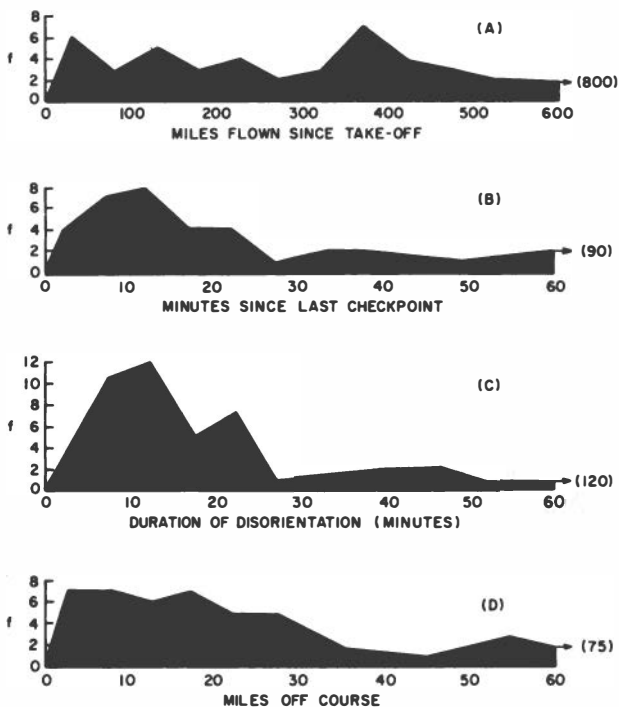 (A)
8
6
f 4
2
0
(800)
0 100 200 300 400 500 600
MILES FLOWN SINCE TAKE-OFF
(B)
8
6
f 4
2
0
(90)
0 10 20 30 40 50 60
MINUTES SINCE LAST CHECKPOINT
(C)
12
10
8
f 6
4
2
0
(120)
0 10 20 30 40 50 60
DURATION OF DISORIENTATION (MINUTES)
(D)
8
6
f 4
2
0
(75)
0 10 20 30 40 50 60
MILES OFF COURSE